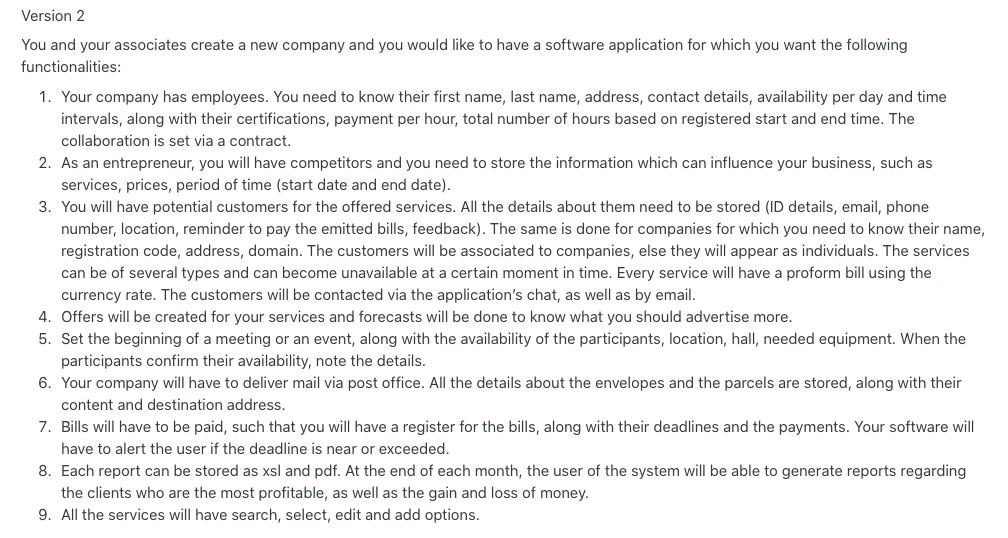 Version 2
You and your associates create a new company and you would like to have a software application for which you want the following
functionalities:
1. Your company has employees. You need to know their first name, last name, address, contact details, availability per day and time
intervals, along with their certifications, payment per hour, total number of hours based on registered start and end time. The
collaboration is set via a contract.
2. As an entrepreneur, you will have competitors and you need to store the information which can influence your business, such as
services, prices, period of time (start date and end date).
3. You will have potential customers for the offered services. All the details about them need to be stored (ID details, email, phone
number, location, reminder to pay the emitted bills, feedback). The same is done for companies for which you need to know their name,
registration code, address, domain. The customers will be associated to companies, else they will appear as individuals. The services
can be of several types and can become unavailable at a certain moment in time. Every service will have a proform bill using the
currency rate. The customers will be contacted via the application's chat, as well as by email.
4. Offers will be created for your services and forecasts will be done to know what you should advertise more.
5. Set the beginning of a meeting or an event, along with the availability of the participants, location, hall, needed equipment. When the
participants confirm their availability, note the details.
6. Your company will have to deliver mail via post office. All the details about the envelopes and the parcels are stored, along with their
content and destination address.
7. Bills will have to be paid, such that you will have a register for the bills, along with their deadlines and the payments. Your software will
have to alert the user if the deadline is near or exceeded.
8. Each report can be stored as xsl and pdf. At the end of each month, the user of the system will be able to generate reports regarding
the clients who are the most profitable, as well as the gain and loss of money.
9. All the services will have search, select, edit and add options.